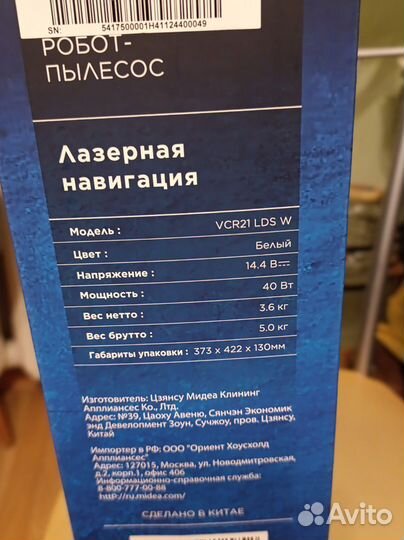 SN: 5417500001H41124400049
РОБОТ-
ПЫЛЕСОС
Лазерная
навигация
Модель : VCR21 LDS W
Цвет : Белый
Напряжение : 14.4 В
Мощность : 40 Вт
Вес нетто : 3.6 кг
Вес брутто : 5.0 кг
Габариты упаковки : 373 x 422 x 130мм
Изготовитель: Цзянсу Мидеа Клининг
Апплиансес Ко., Лтд.
Адрес: №39, Цаоху Авеню, Сянчэн Экономик
энд Девелопмент Зоун, Сучжоу, пров. Цзянсу,
Китай
Импортер в РФ: ООО "Ориент Хоусхолд
Апплиансес"
Адрес: 127015, Москва, ул. Новодмитровская,
д.2, корп.1, офис 406
Информационно-справочная служба:
8-800-777-00-88
http://ru.midea.com/
СДЕЛАНО В КИТАЕ
Avito